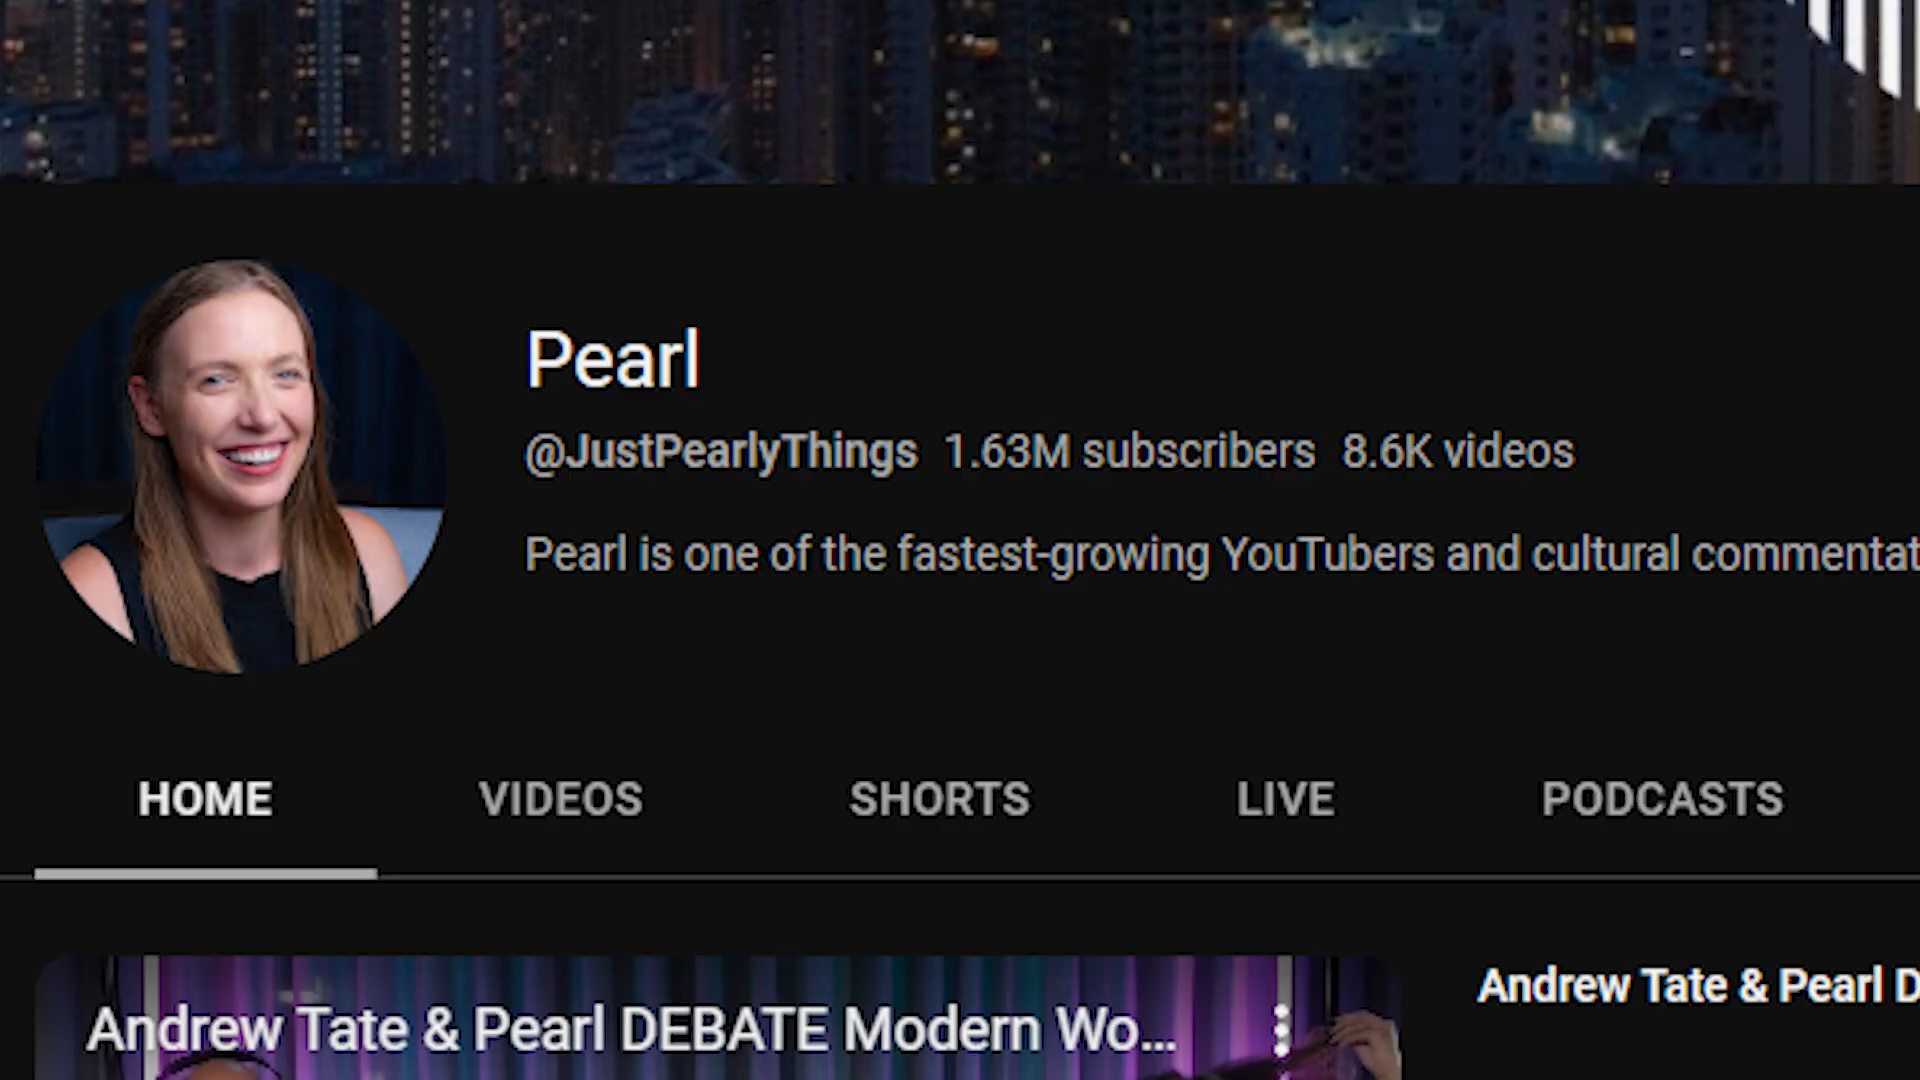 Pearl
@JustPearlyThings 1.63M subscribers 8.6K videos
Pearl is one of the fastest-growing YouTubers and cultural commentat
HOME VIDEOS SHORTS LIVE PODCASTS
Andrew Tate & Pearl DEBATE Modern Wo...
Andrew Tate & Pearl D